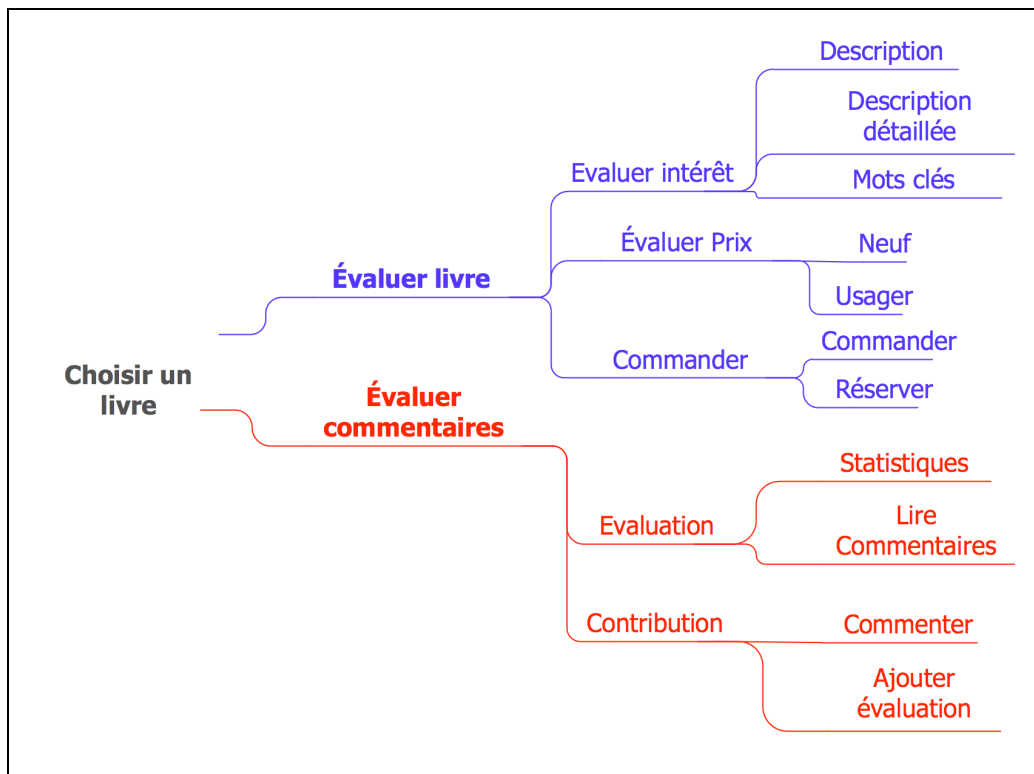 Description
Description
détaillée
Evaluer intérêt
Mots clés
Évaluer Prix
Neuf
Évaluer livre
Usager
Commander
Commander
Réserver
Choisir un
livre
Évaluer
commentaires
Statistiques
Evaluation
Lire
Commentaires
Contribution
Commenter
Ajouter
évaluation